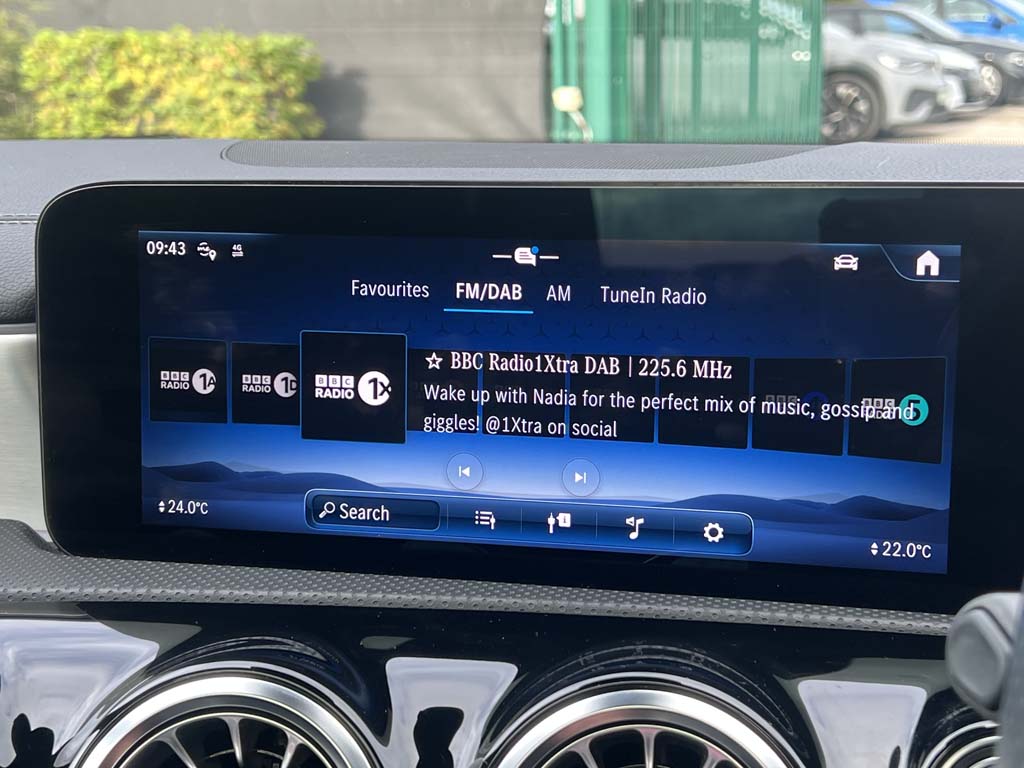 09:43 4G
Favourites FM/DAB AM TuneIn Radio
BBC RADIO 1A
BBC RADIO 1D
BBC RADIO 1X
☆ BBC Radio1Xtra DAB | 225.6 MHz
Wake up with Nadia for the perfect mix of music, gossip and
giggles! @1Xtra on social
BBC 5
24.0°C
Search
22.0°C